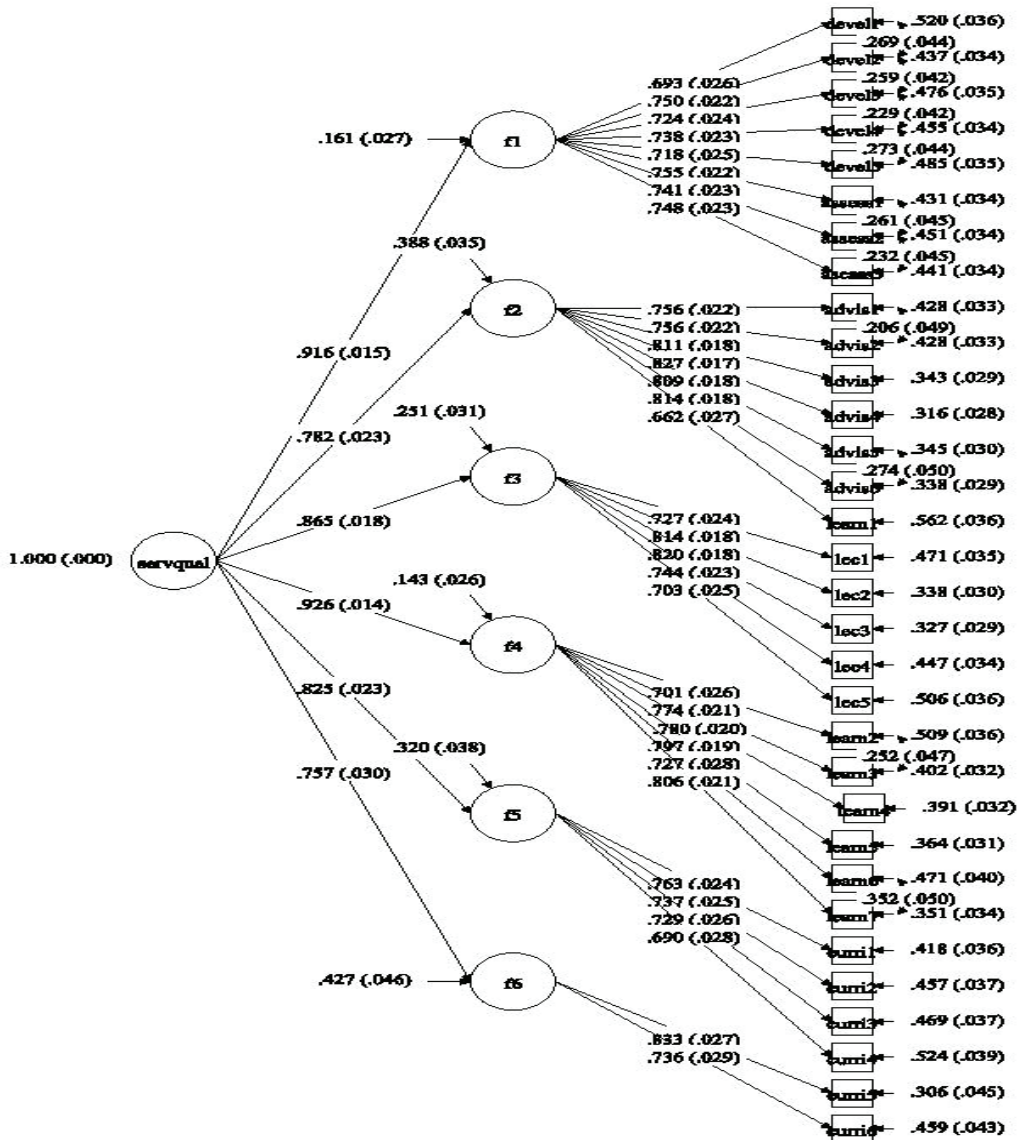 devel1 .520 (.036)
.269 (.044)
devel2 .437 (.034)
.693 (.026) .259 (.042)
.750 (.022) devel3 .476 (.035)
.724 (.024) .229 (.042)
.161 (.027) f1 .738 (.023) devel4 .455 (.034)
.718 (.025) .273 (.044)
.755 (.022) devel5 .485 (.035)
.741 (.023) assess1 .431 (.034)
.748 (.023) .261 (.045)
.388 (.035) assess2 .451 (.034)
.232 (.045)
assess3 .441 (.034)
f2 .756 (.022) advis1 .428 (.033)
.756 (.022) .206 (.049)
.916 (.015) .811 (.018) advis2 .428 (.033)
.827 (.017)
.809 (.018) advis3 .343 (.029)
.814 (.018)
.782 (.023) .251 (.031) .662 (.027) advis4 .316 (.028)
advis5 .345 (.030)
f3 .274 (.050)
advis6 .338 (.029)
.865 (.018) .727 (.024) learn1 .562 (.036)
.814 (.018)
1.000 (.000) servqual .820 (.018) lec1 .471 (.035)
.744 (.023)
.143 (.026) .703 (.025) lec2 .338 (.030)
.926 (.014)
f4 lec3 .327 (.029)
lec4 .447 (.034)
.825 (.023) .701 (.026) lec5 .506 (.036)
.774 (.021)
.780 (.020) learn2 .509 (.036)
.320 (.038) .797 (.019) .252 (.047)
.757 (.030) .727 (.028) learn3 .402 (.032)
.806 (.021)
f5 learn4 .391 (.032)
learn5 .364 (.031)
.763 (.024) learn6 .471 (.040)
.737 (.025) .352 (.050)
.729 (.026) learn7 .351 (.034)
.690 (.028) curri1 .418 (.036)
.427 (.046) f6 curri2 .457 (.037)
curri3 .469 (.037)
.833 (.027) curri4 .524 (.039)
.736 (.029)
curri5 .306 (.045)
curri6 .459 (.043)